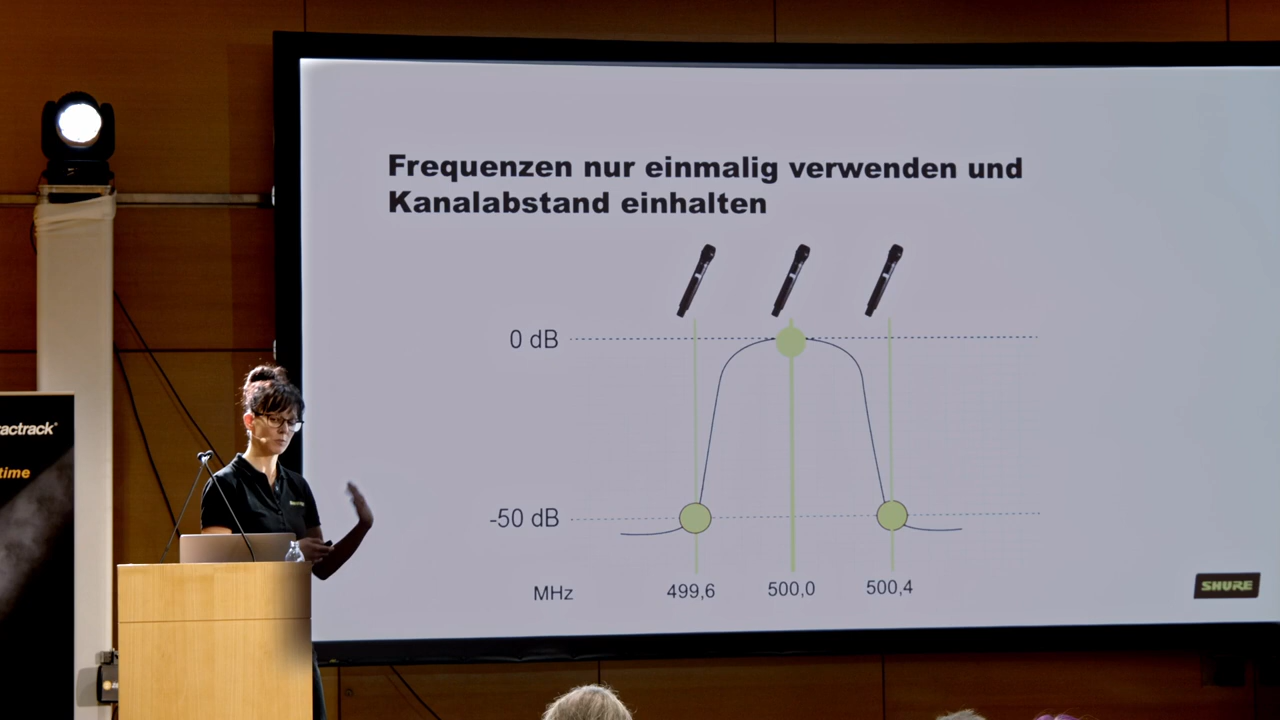 Frequenzen nur einmalig verwenden und
Kanalabstand einhalten
0 dB
-50 dB
MHz 499,6 500,0 500,4
SHURE
time